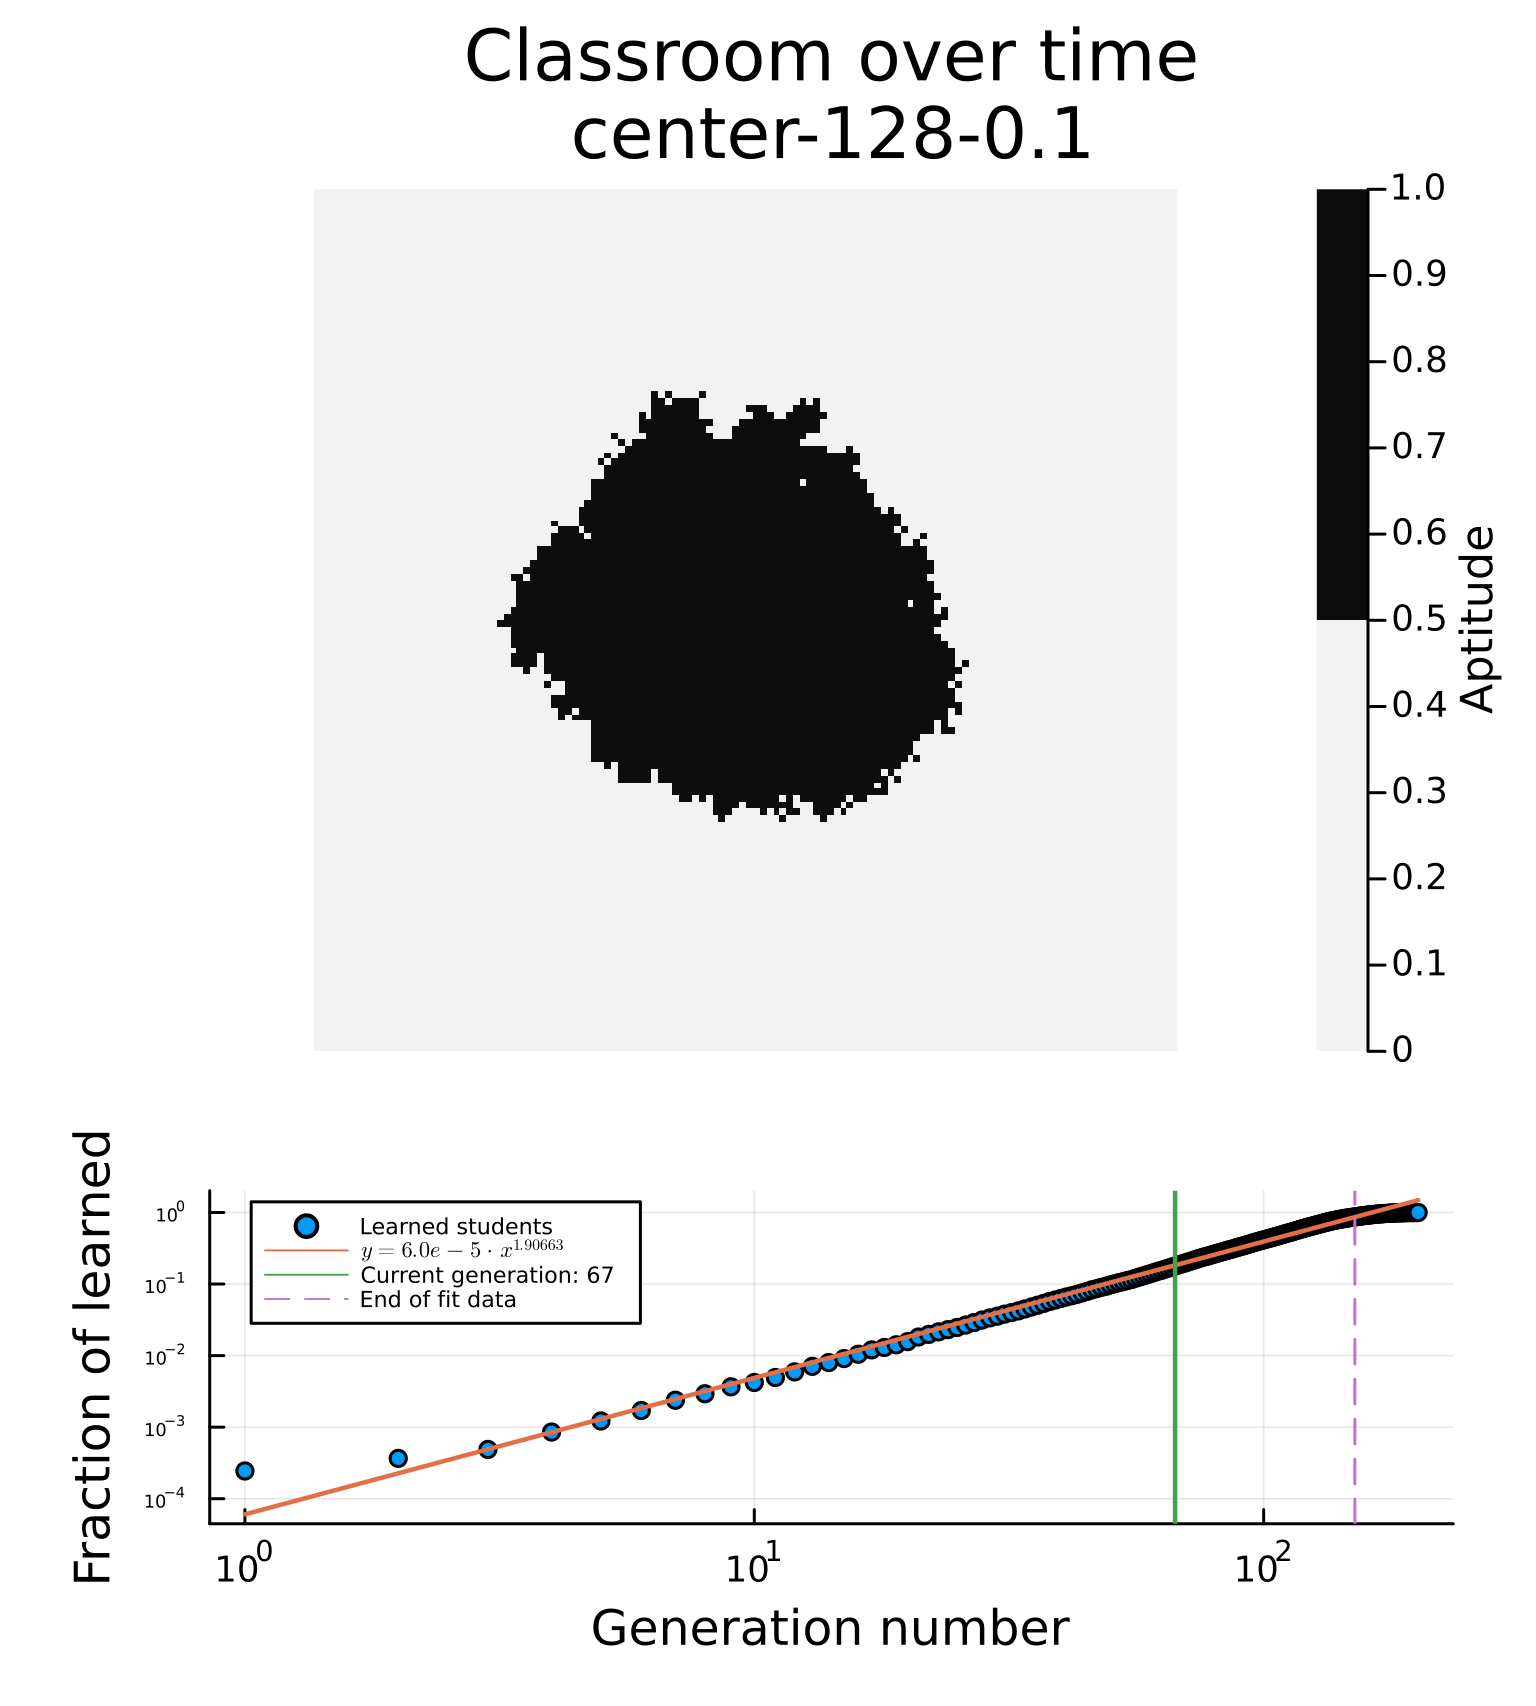 Classroom over time
center-128-0.1
1.0
0.9
0.8
0.7
0.6
0.5
0.4
0.3
0.2
0.1
0
Aptitude
Fraction of learned
10^0
10^-1
10^-2
10^-3
10^-4
Learned students
y = 6.0e − 5 · x^1.90663
Current generation: 67
End of fit data
10^0
10^1
10^2
Generation number